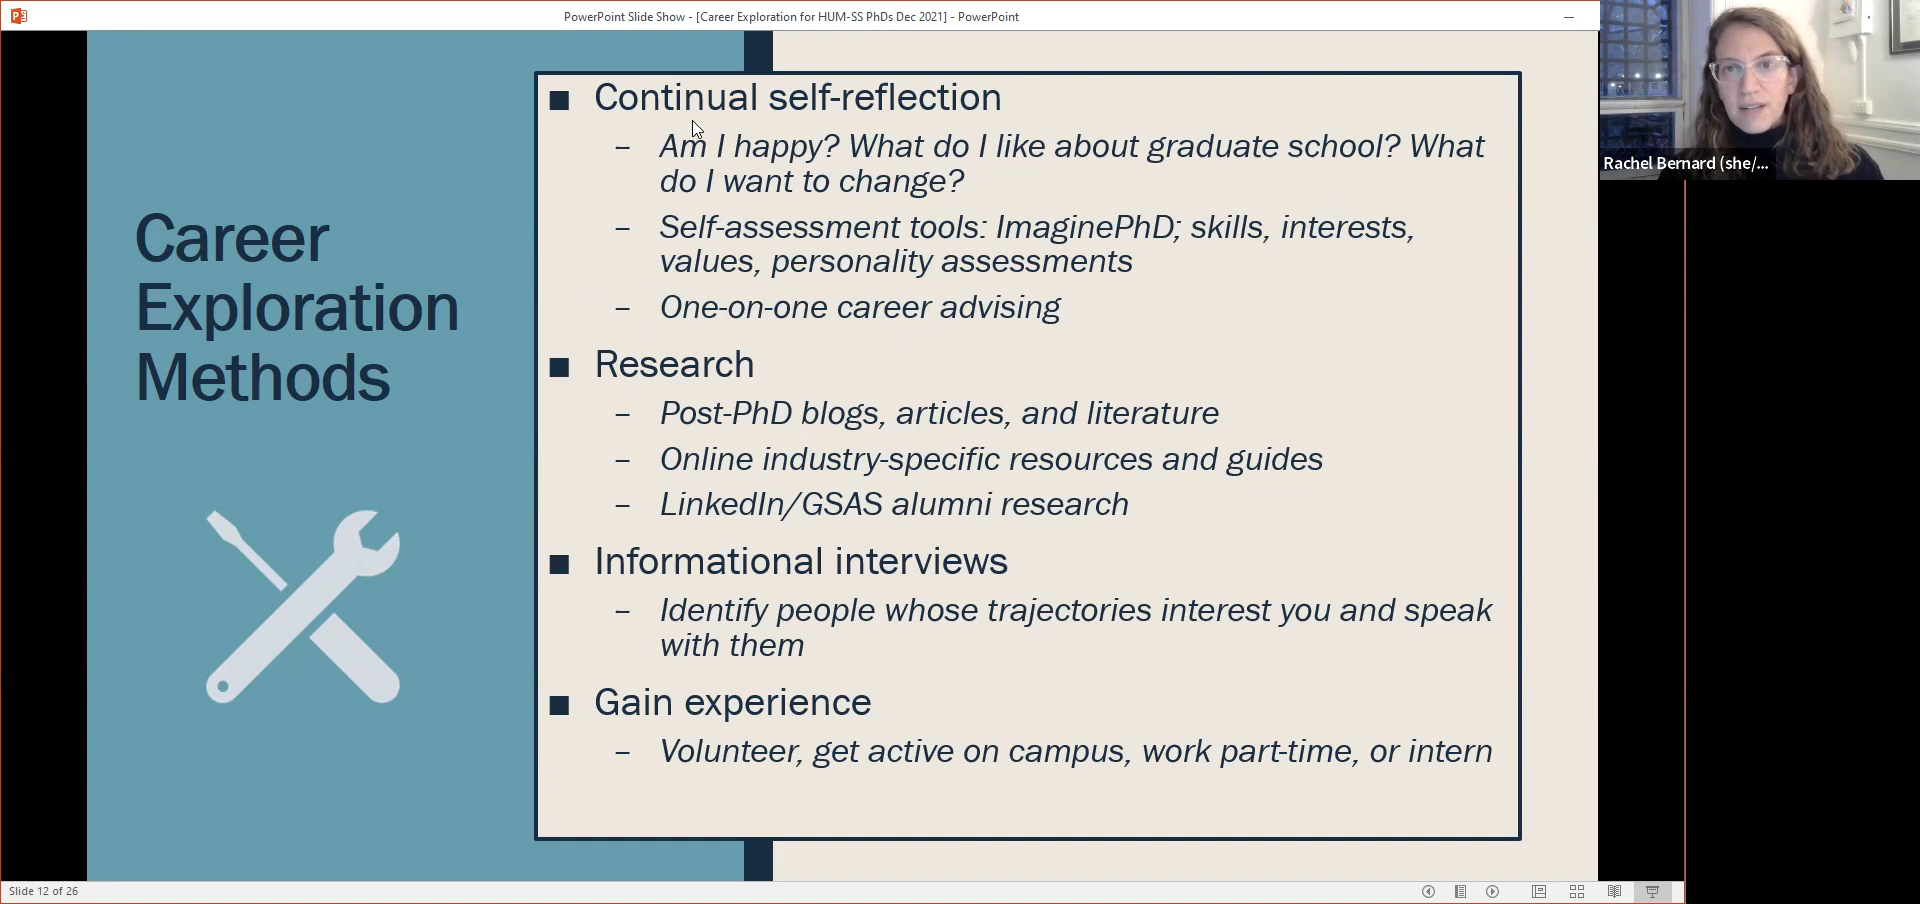 PowerPoint Slide Show - [Career Exploration for HUM-SS PhDs Dec 2021] - PowerPoint
Career
Exploration
Methods
■ Continual self-reflection
– Am I happy? What do I like about graduate school? What
do I want to change?
– Self-assessment tools: ImaginePhD; skills, interests,
values, personality assessments
– One-on-one career advising
■ Research
– Post-PhD blogs, articles, and literature
– Online industry-specific resources and guides
– LinkedIn/GSAS alumni research
■ Informational interviews
– Identify people whose trajectories interest you and speak
with them
■ Gain experience
– Volunteer, get active on campus, work part-time, or intern
Rachel Bernard (she/...
Slide 12 of 26